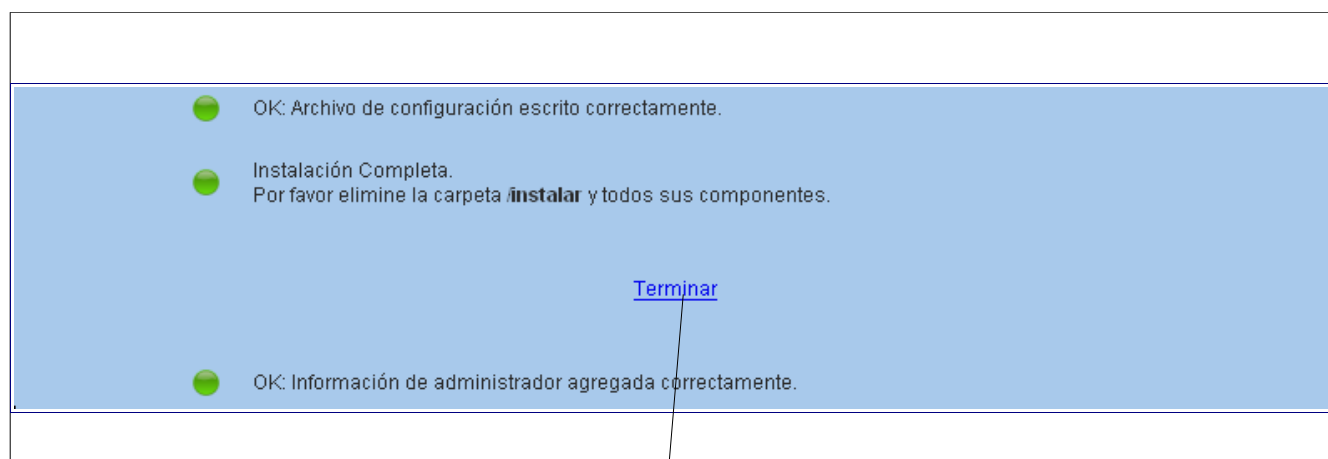 OK: Archivo de configuración escrito correctamente.
Instalación Completa.
Por favor elimine la carpeta /instalar y todos sus componentes.
Terminar
OK: Información de administrador agregada correctamente.